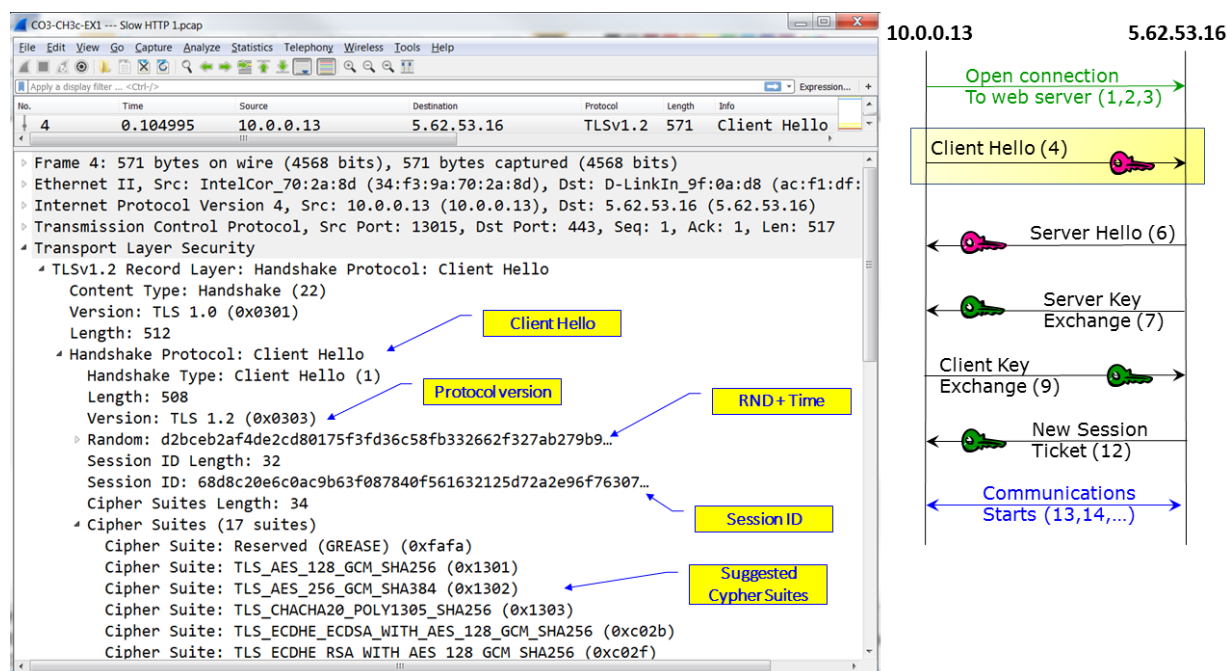 CO3-CH3c-EX1 --- Slow HTTP 1.pcap
File Edit View Go Capture Analyze Statistics Telephony Wireless Tools Help
Apply a display filter ... <Ctrl-/>
Expression... +
No. Time Source Destination Protocol Length Info
4 0.104995 10.0.0.13 5.62.53.16 TLSv1.2 571 Client Hello
Frame 4: 571 bytes on wire (4568 bits), 571 bytes captured (4568 bits)
Ethernet II, Src: IntelCor_70:2a:8d (34:f3:9a:70:2a:8d), Dst: D-LinkIn_9f:0a:d8 (ac:f1:df:
Internet Protocol Version 4, Src: 10.0.0.13 (10.0.0.13), Dst: 5.62.53.16 (5.62.53.16)
Transmission Control Protocol, Src Port: 13015, Dst Port: 443, Seq: 1, Ack: 1, Len: 517
Transport Layer Security
TLSv1.2 Record Layer: Handshake Protocol: Client Hello
Content Type: Handshake (22)
Version: TLS 1.0 (0x0301)
Length: 512
Client Hello
Handshake Protocol: Client Hello
Handshake Type: Client Hello (1)
Length: 508
Protocol version
Version: TLS 1.2 (0x0303)
RND + Time
Random: d2bceb2af4de2cd80175f3fd36c58fb332662f327ab279b9…
Session ID Length: 32
Session ID: 68d8c20e6c0ac9b63f087840f561632125d72a2e96f76307…
Cipher Suites Length: 34
Session ID
Cipher Suites (17 suites)
Cipher Suite: Reserved (GREASE) (0xfafa)
Cipher Suite: TLS_AES_128_GCM_SHA256 (0x1301)
Cipher Suite: TLS_AES_256_GCM_SHA384 (0x1302)
Suggested
Cypher Suites
Cipher Suite: TLS_CHACHA20_POLY1305_SHA256 (0x1303)
Cipher Suite: TLS_ECDHE_ECDSA_WITH_AES_128_GCM_SHA256 (0xc02b)
Cipher Suite: TLS_ECDHE_RSA_WITH_AES_128_GCM_SHA256 (0xc02f)
10.0.0.13 5.62.53.16
Open connection
To web server (1,2,3)
Client Hello (4)
Server Hello (6)
Server Key
Exchange (7)
Client Key
Exchange (9)
New Session
Ticket (12)
Communications
Starts (13,14,…)